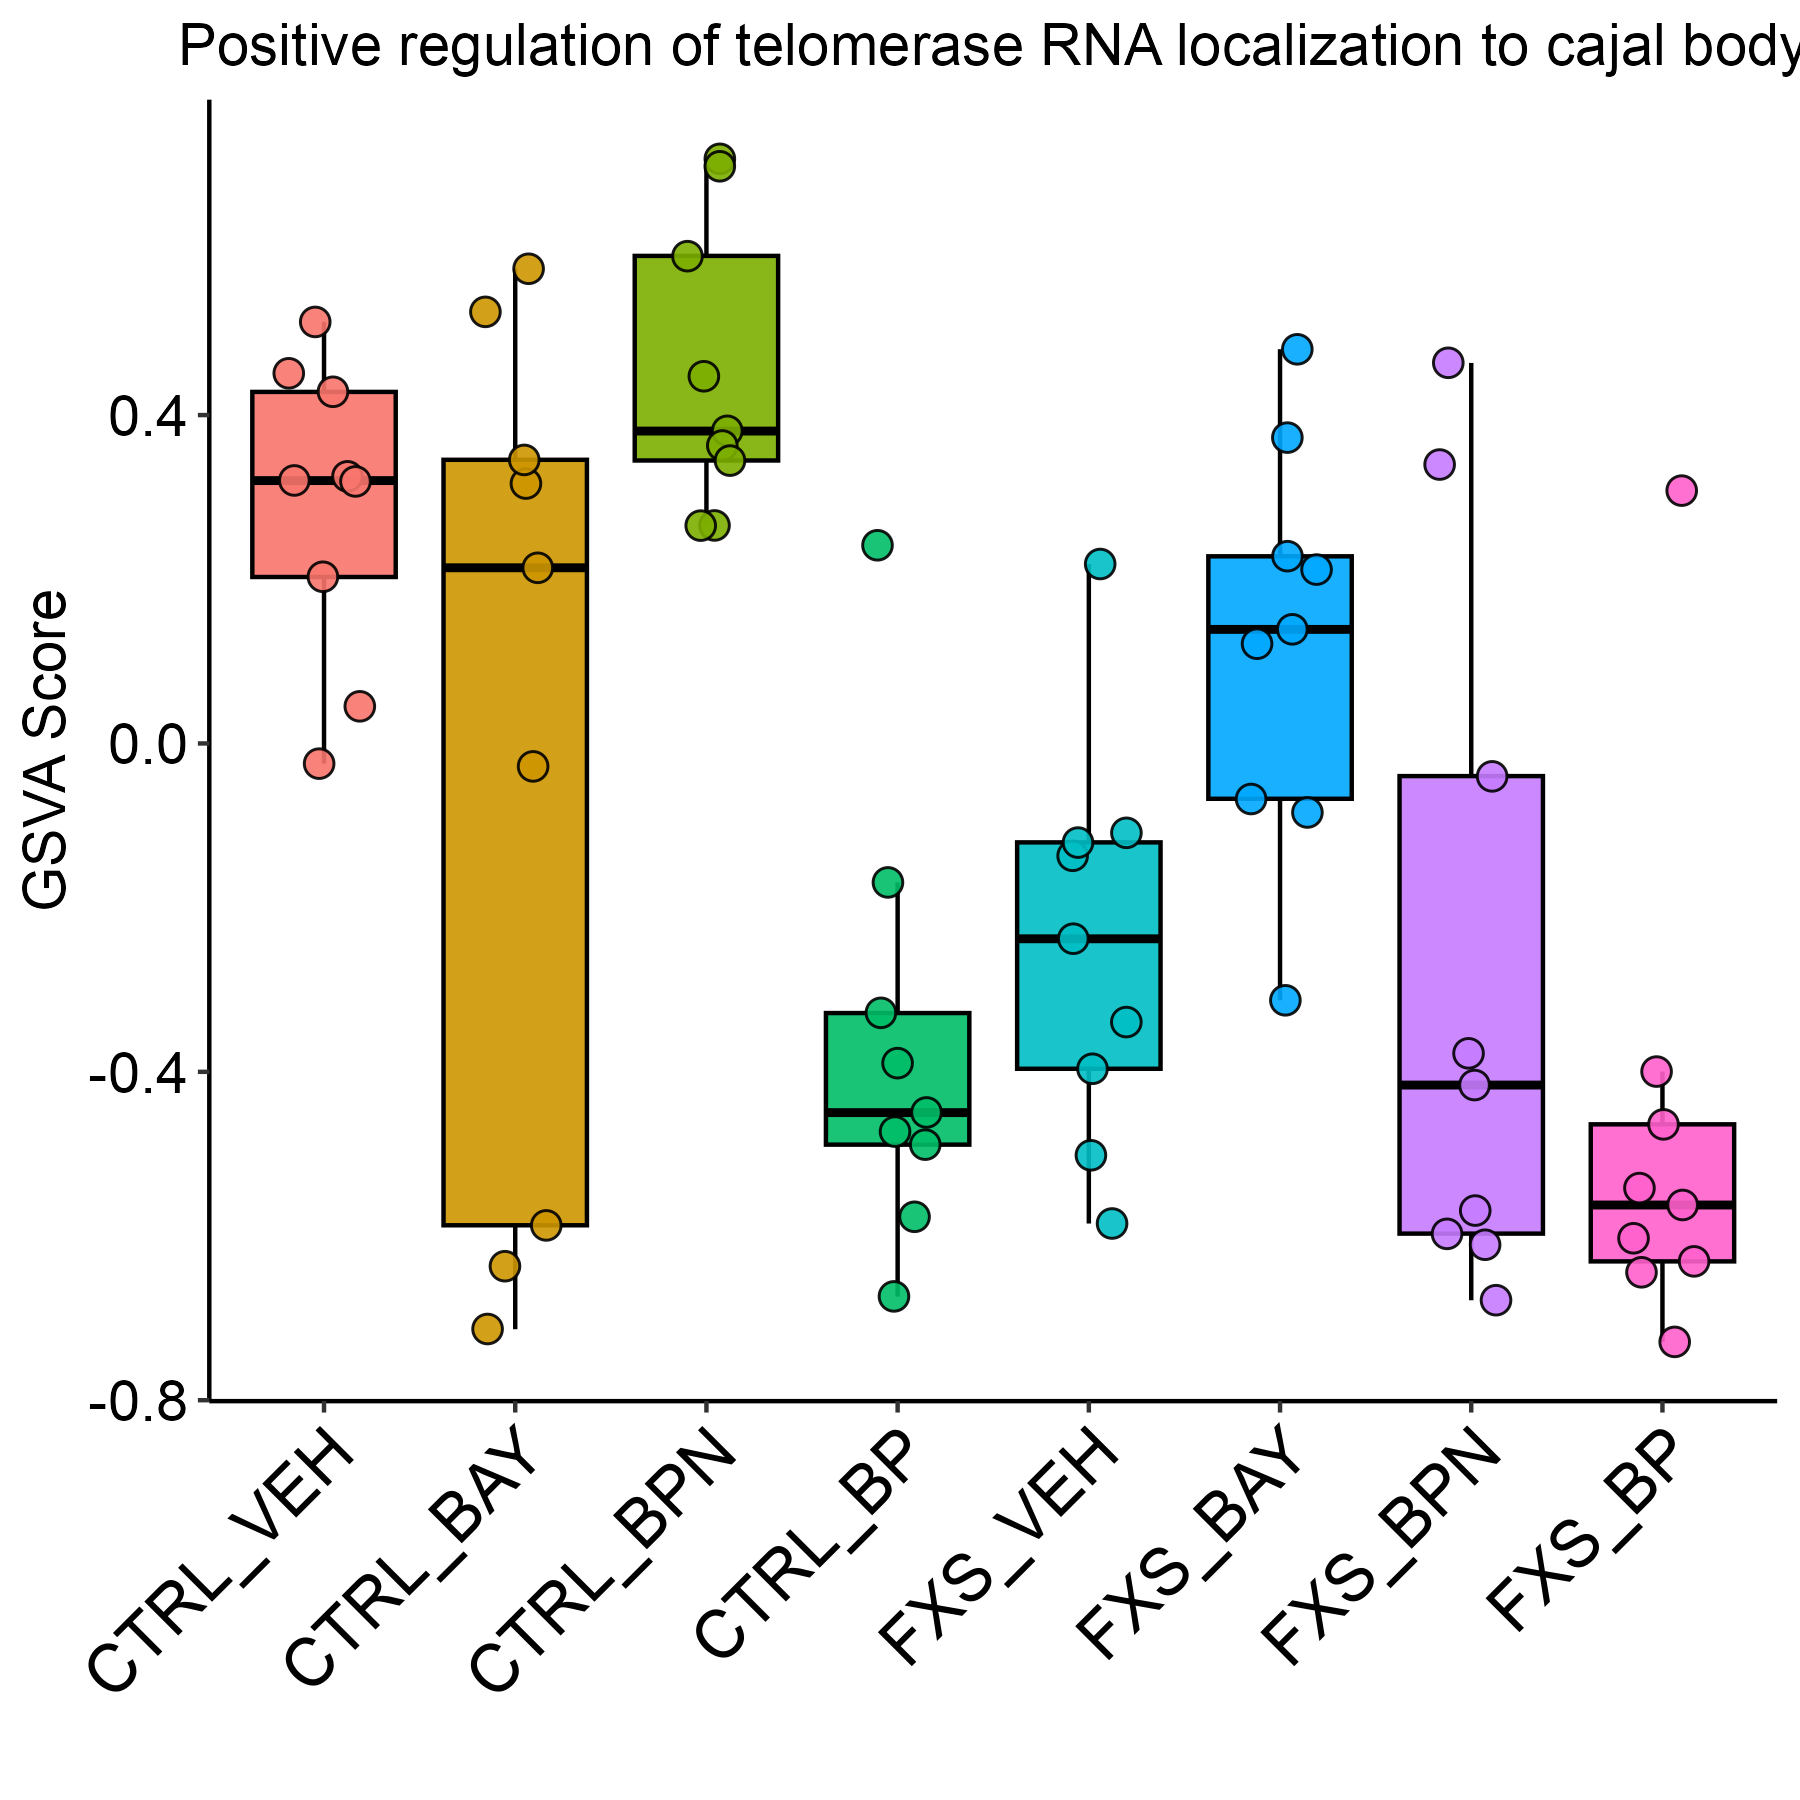 Positive regulation of telomerase RNA localization to cajal body
GSVA Score
0.4
0.0
-0.4
-0.8
CTRL_VEH
CTRL_BAY
CTRL_BPN
CTRL_BP
FXS_VEH
FXS_BAY
FXS_BPN
FXS_BP